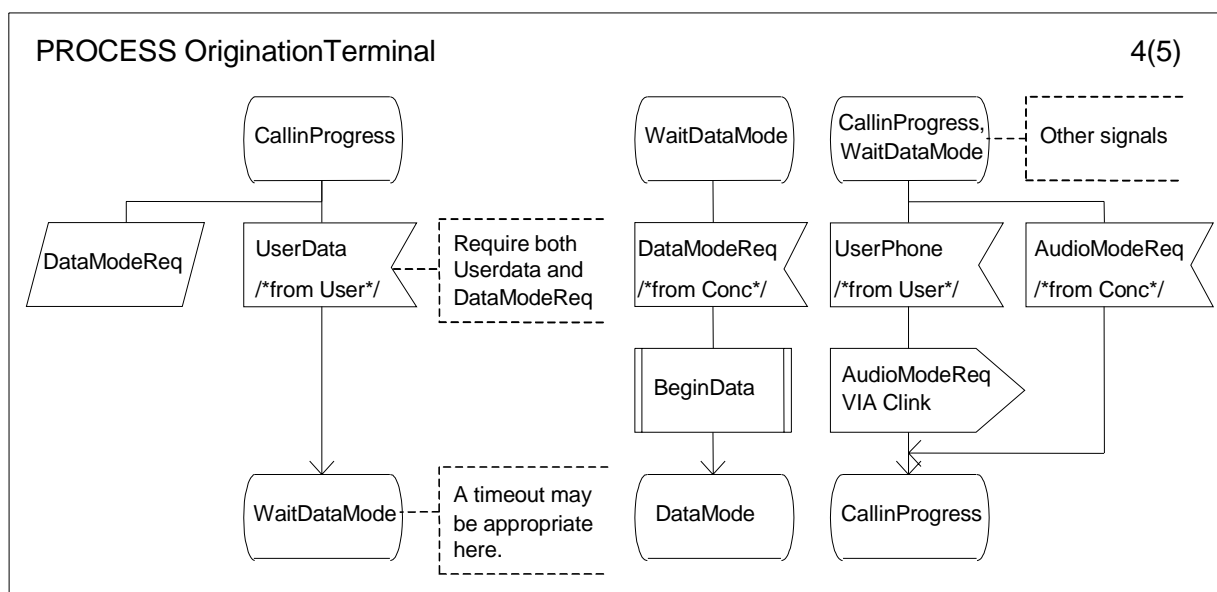 PROCESS OriginationTerminal
4(5)
CallinProgress
DataModeReq
UserData
/*from User*/
Require both
Userdata and
DataModeReq
WaitDataMode
A timeout may
be appropriate
here.
WaitDataMode
DataModeReq
/*from Conc*/
BeginData
DataMode
CallinProgress,
WaitDataMode
Other signals
UserPhone
/*from User*/
AudioModeReq
VIA Clink
AudioModeReq
/*from Conc*/
CallinProgress